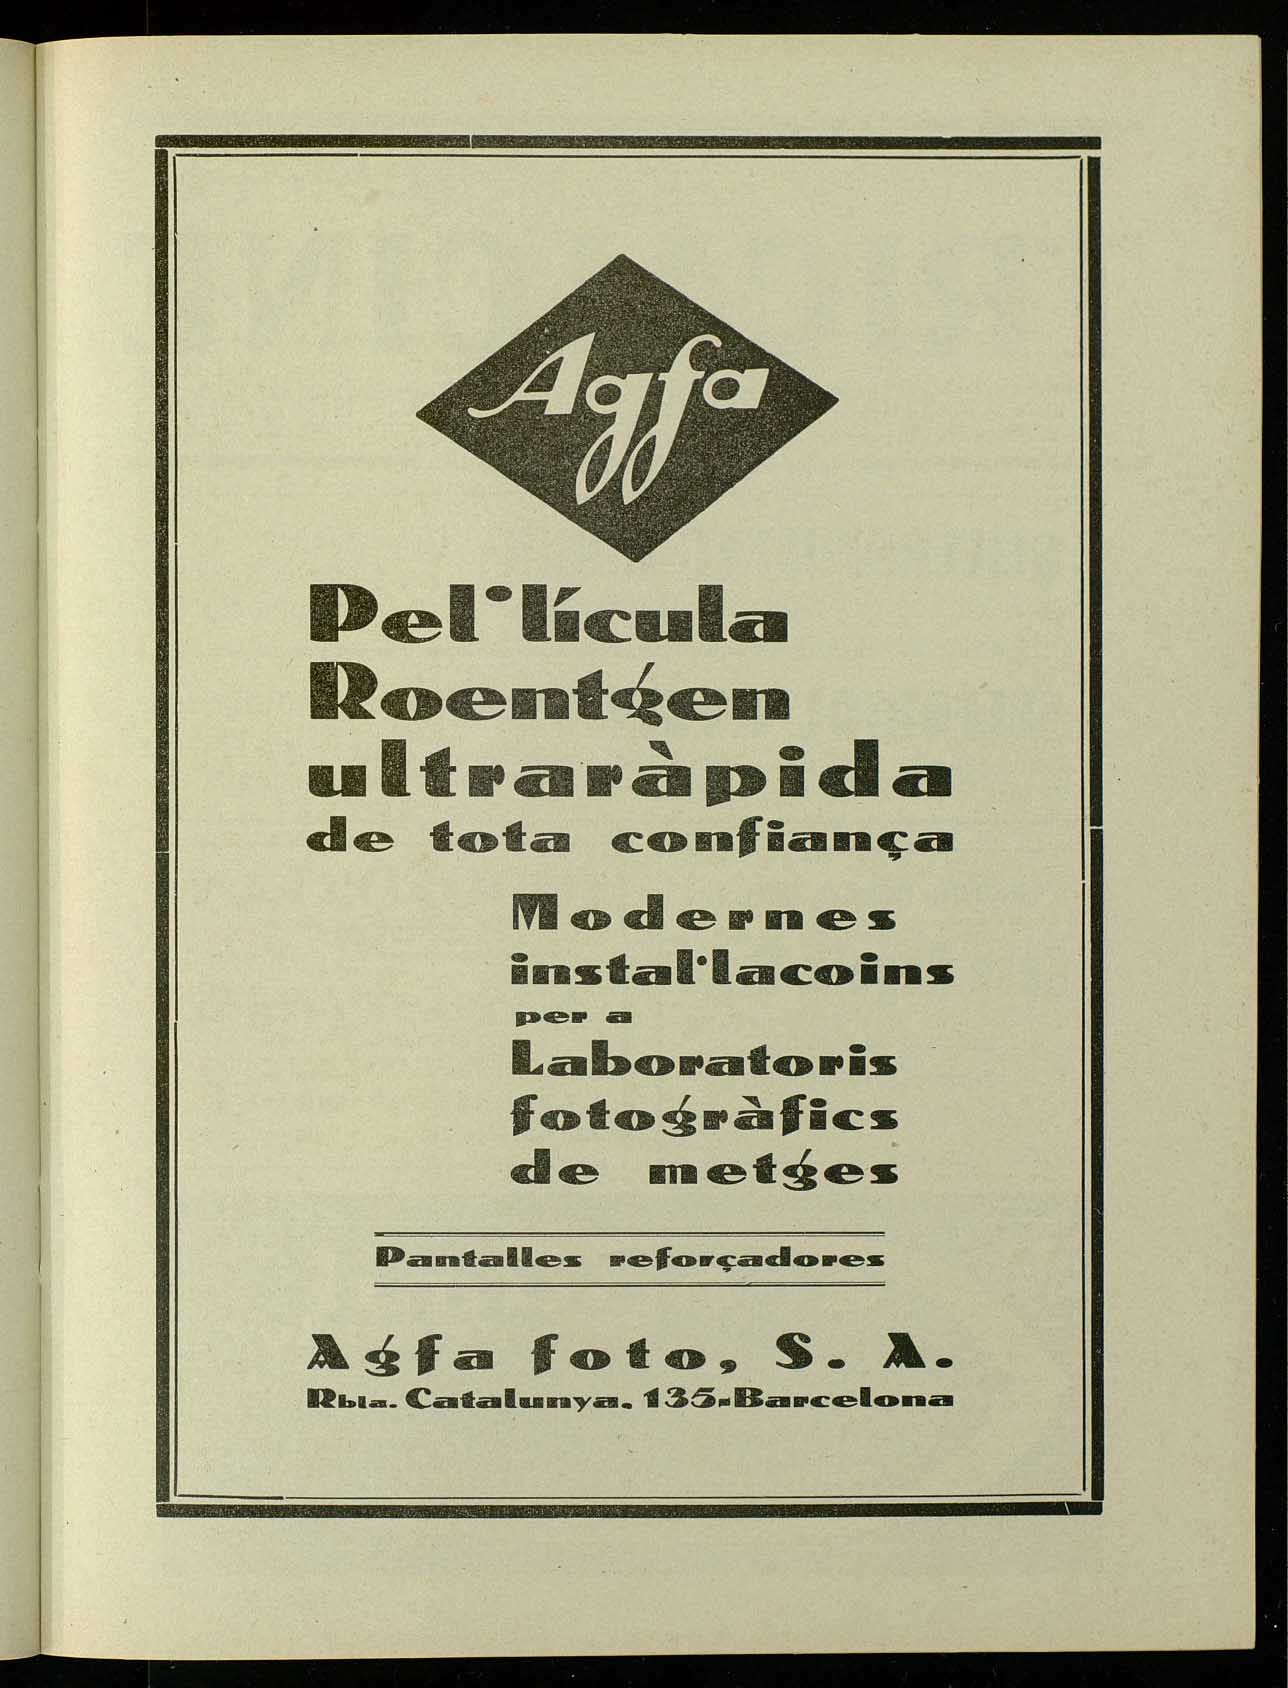 Agfa
Pel·lícula
Roentgen
ultraràpida
de tota confiança
Modernes
instal·lacoins
per a
Laboratoris
fotogràfics
de metges
Pantalles reforçadores
Agfa foto, S. A.
Rbla. Catalunya, 135-Barcelona